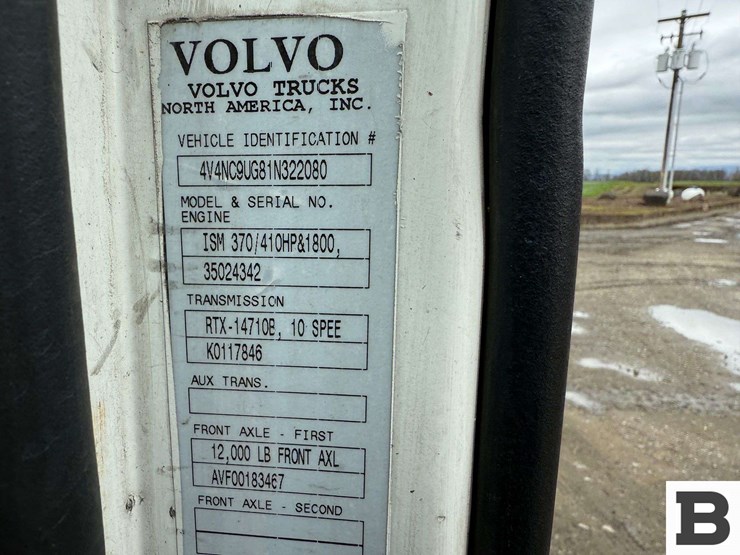 VOLVO
VOLVO TRUCKS
NORTH AMERICA, INC.
VEHICLE IDENTIFICATION #
4V4NC9UG81N322080
MODEL & SERIAL NO.
ENGINE
ISM 370/410HP&1800,
35024342
TRANSMISSION
RTX-14710B, 10 SPEE
K0117846
AUX TRANS.
FRONT AXLE - FIRST
12,000 LB FRONT AXL
AVF00183467
FRONT AXLE - SECOND
B